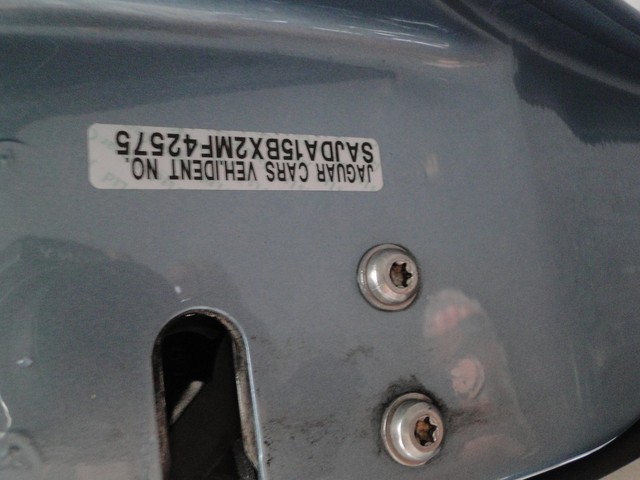 JAGUAR CARS VEH.IDENT NO.
SAJDA15BX2MF42575